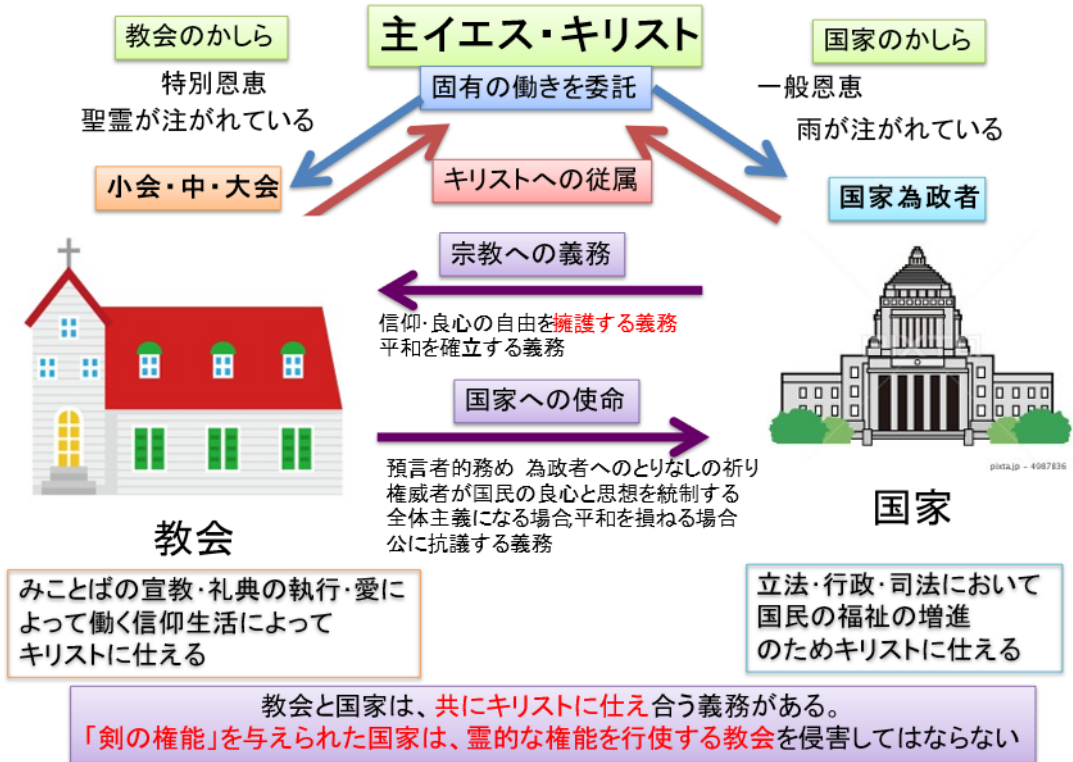 教会のかしら
主イエス・キリスト
国家のかしら
特別恩恵
聖霊が注がれている
固有の働きを委託
一般恩恵
雨が注がれている
小会・中・大会
キリストへの従属
国家為政者
宗教への義務
信仰・良心の自由を擁護する義務
平和を確立する義務
国家への使命
預言者的務め 為政者へのとりなしの祈り
権威者が国民の良心と思想を統制する
全体主義になる場合,平和を損ねる場合
公に抗議する義務
pixta.jp - 4987836
教会
国家
みことばの宣教・礼典の執行・愛に
よって働く信仰生活によって
キリストに仕える
立法・行政・司法において
国民の福祉の増進
のためキリストに仕える
教会と国家は、共にキリストに仕え合う義務がある。
「剣の権能」を与えられた国家は、霊的な権能を行使する教会を侵害してはならない